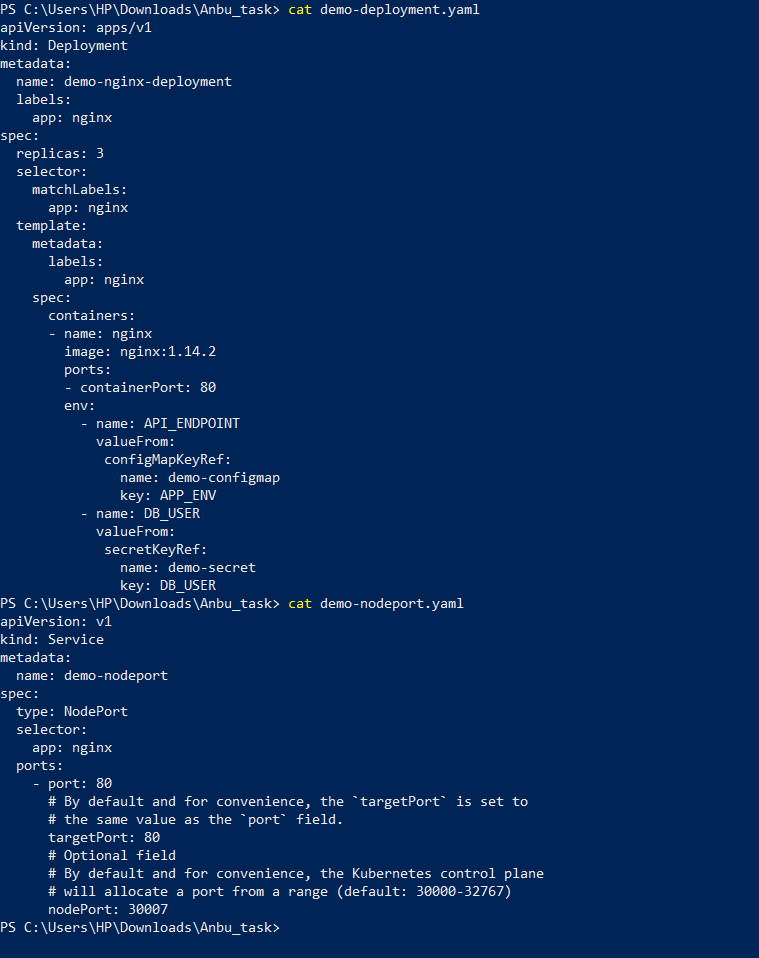 PS C:\Users\HP\Downloads\Anbu_task> cat demo-deployment.yaml
apiVersion: apps/v1
kind: Deployment
metadata:
  name: demo-nginx-deployment
  labels:
    app: nginx
spec:
  replicas: 3
  selector:
    matchLabels:
      app: nginx
  template:
    metadata:
      labels:
        app: nginx
    spec:
      containers:
      - name: nginx
        image: nginx:1.14.2
        ports:
        - containerPort: 80
        env:
          - name: API_ENDPOINT
            valueFrom:
             configMapKeyRef:
               name: demo-configmap
               key: APP_ENV
          - name: DB_USER
            valueFrom:
             secretKeyRef:
               name: demo-secret
               key: DB_USER
PS C:\Users\HP\Downloads\Anbu_task> cat demo-nodeport.yaml
apiVersion: v1
kind: Service
metadata:
  name: demo-nodeport
spec:
  type: NodePort
  selector:
    app: nginx
  ports:
    - port: 80
      # By default and for convenience, the `targetPort` is set to
      # the same value as the `port` field.
      targetPort: 80
      # Optional field
      # By default and for convenience, the Kubernetes control plane
      # will allocate a port from a range (default: 30000-32767)
      nodePort: 30007
PS C:\Users\HP\Downloads\Anbu_task>